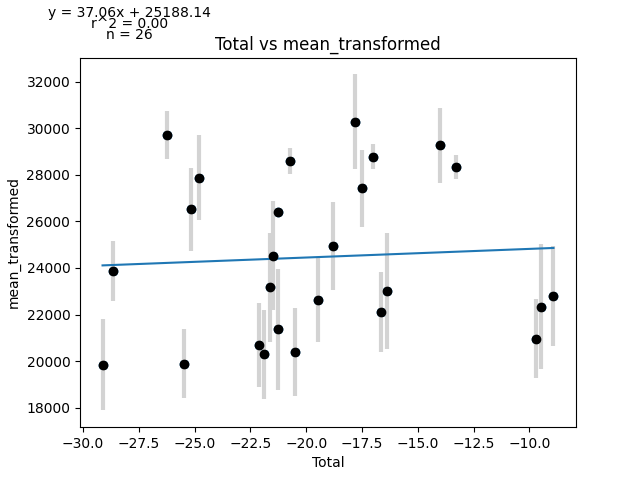 y = 37.06x + 25188.14
r^2 = 0.00
n = 26
Total vs mean_transformed
32000
30000
28000
26000
24000
22000
20000
18000
mean_transformed
−30.0 −27.5 −25.0 −22.5 −20.0 −17.5 −15.0 −12.5 −10.0
Total